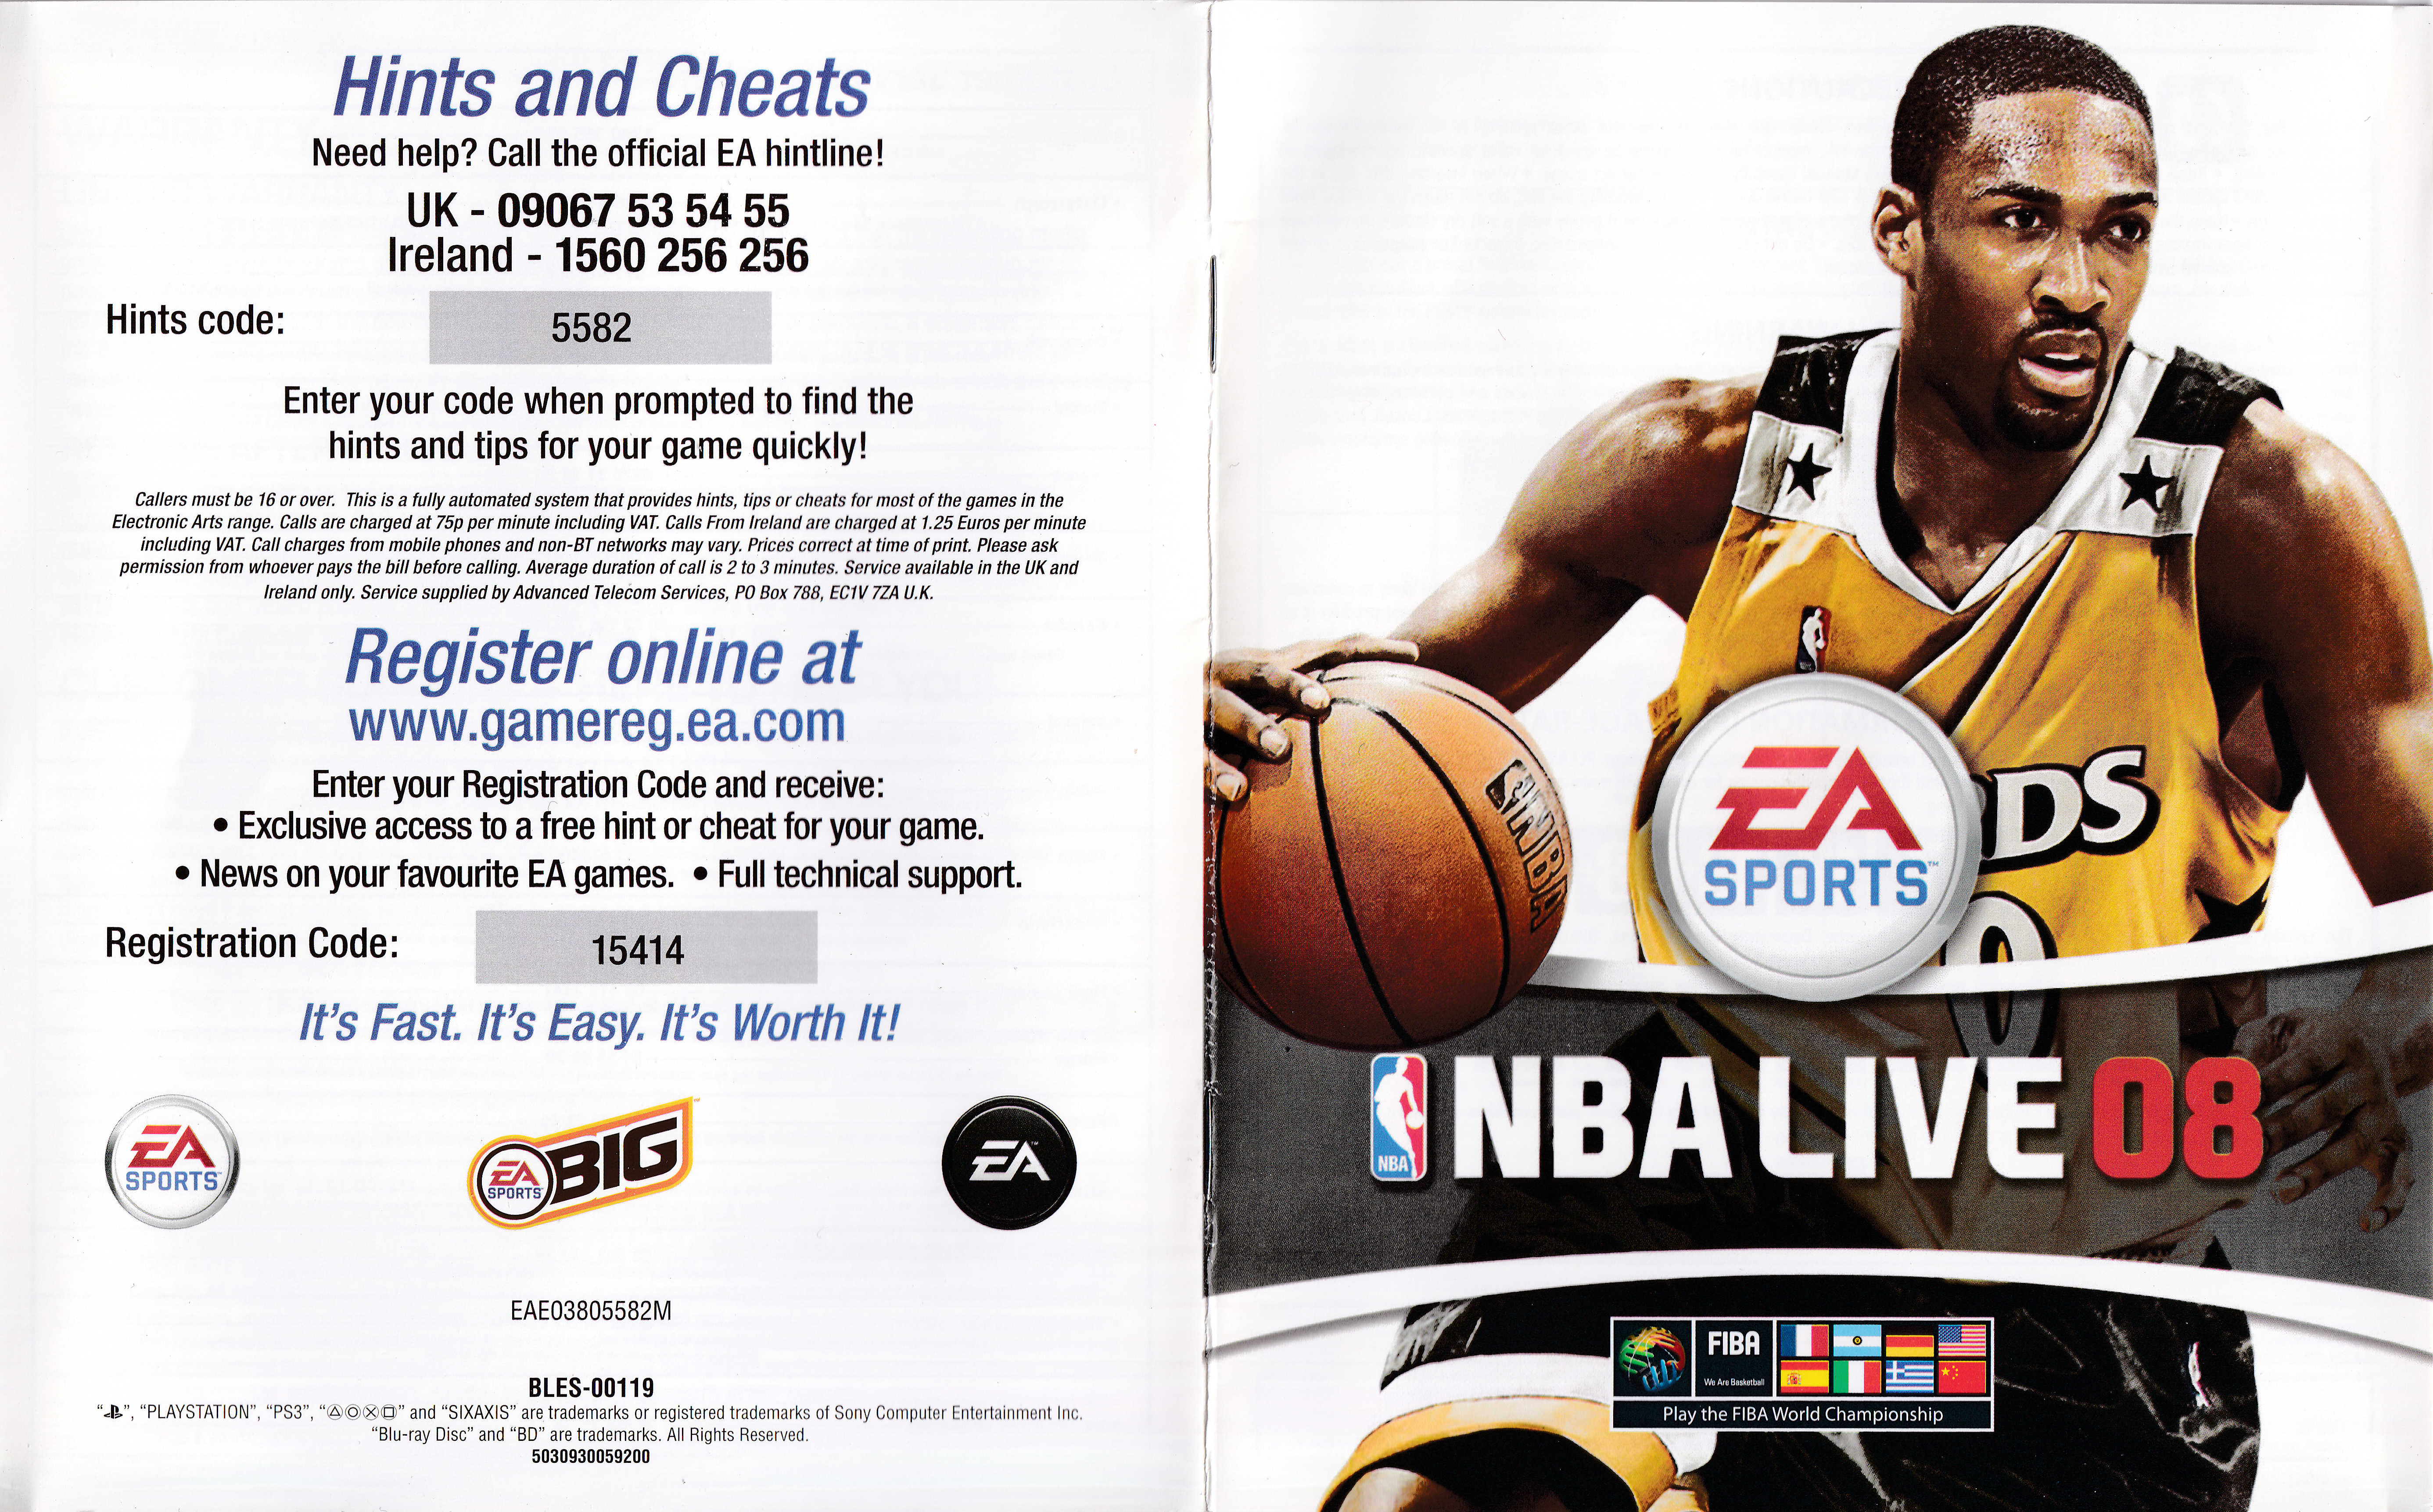 Hints and Cheats
Need help? Call the official EA hintline!
UK - 09067 53 54 55
Ireland - 1560 256 256
Hints code: 5582
Enter your code when prompted to find the
hints and tips for your game quickly!
Callers must be 16 or over. This is a fully automated system that provides hints, tips or cheats for most of the games in the
Electronic Arts range. Calls are charged at 75p per minute including VAT. Calls From Ireland are charged at 1.25 Euros per minute
including VAT. Call charges from mobile phones and non-BT networks may vary. Prices correct at time of print. Please ask
permission from whoever pays the bill before calling. Average duration of call is 2 to 3 minutes. Service available in the UK and
Ireland only. Service supplied by Advanced Telecom Services, PO Box 788, EC1V 7ZA U.K.
Register online at
www.gamereg.ea.com
Enter your Registration Code and receive:
• Exclusive access to a free hint or cheat for your game.
• News on your favourite EA games. • Full technical support.
Registration Code: 15414
It's Fast. It's Easy. It's Worth It!
EA SPORTS
EA SPORTS BIG™
EA™
EAE03805582M
BLES-00119
"", "PLAYSTATION", "PS3", "△○✕□" and "SIXAXIS" are trademarks or registered trademarks of Sony Computer Entertainment Inc.
"Blu-ray Disc" and "BD" are trademarks. All Rights Reserved.
5030930059200
NBA
DS
0
EA
SPORTS™
NBA
NBA LIVE 08
FIBA
We Are Basketball
Play the FIBA World Championship